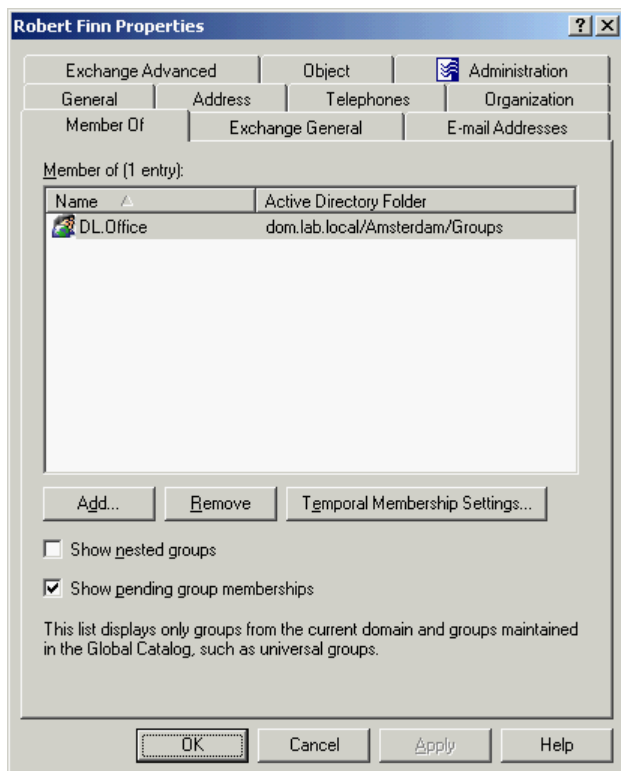 Robert Finn Properties
Exchange Advanced Object Administration
General Address Telephones Organization
Member Of Exchange General E-mail Addresses
Member of (1 entry):
Name Active Directory Folder
DL.Office dom.lab.local/Amsterdam/Groups
Add... Remove Temporal Membership Settings...
Show nested groups
Show pending group memberships
This list displays only groups from the current domain and groups maintained
in the Global Catalog, such as universal groups.
OK Cancel Apply Help